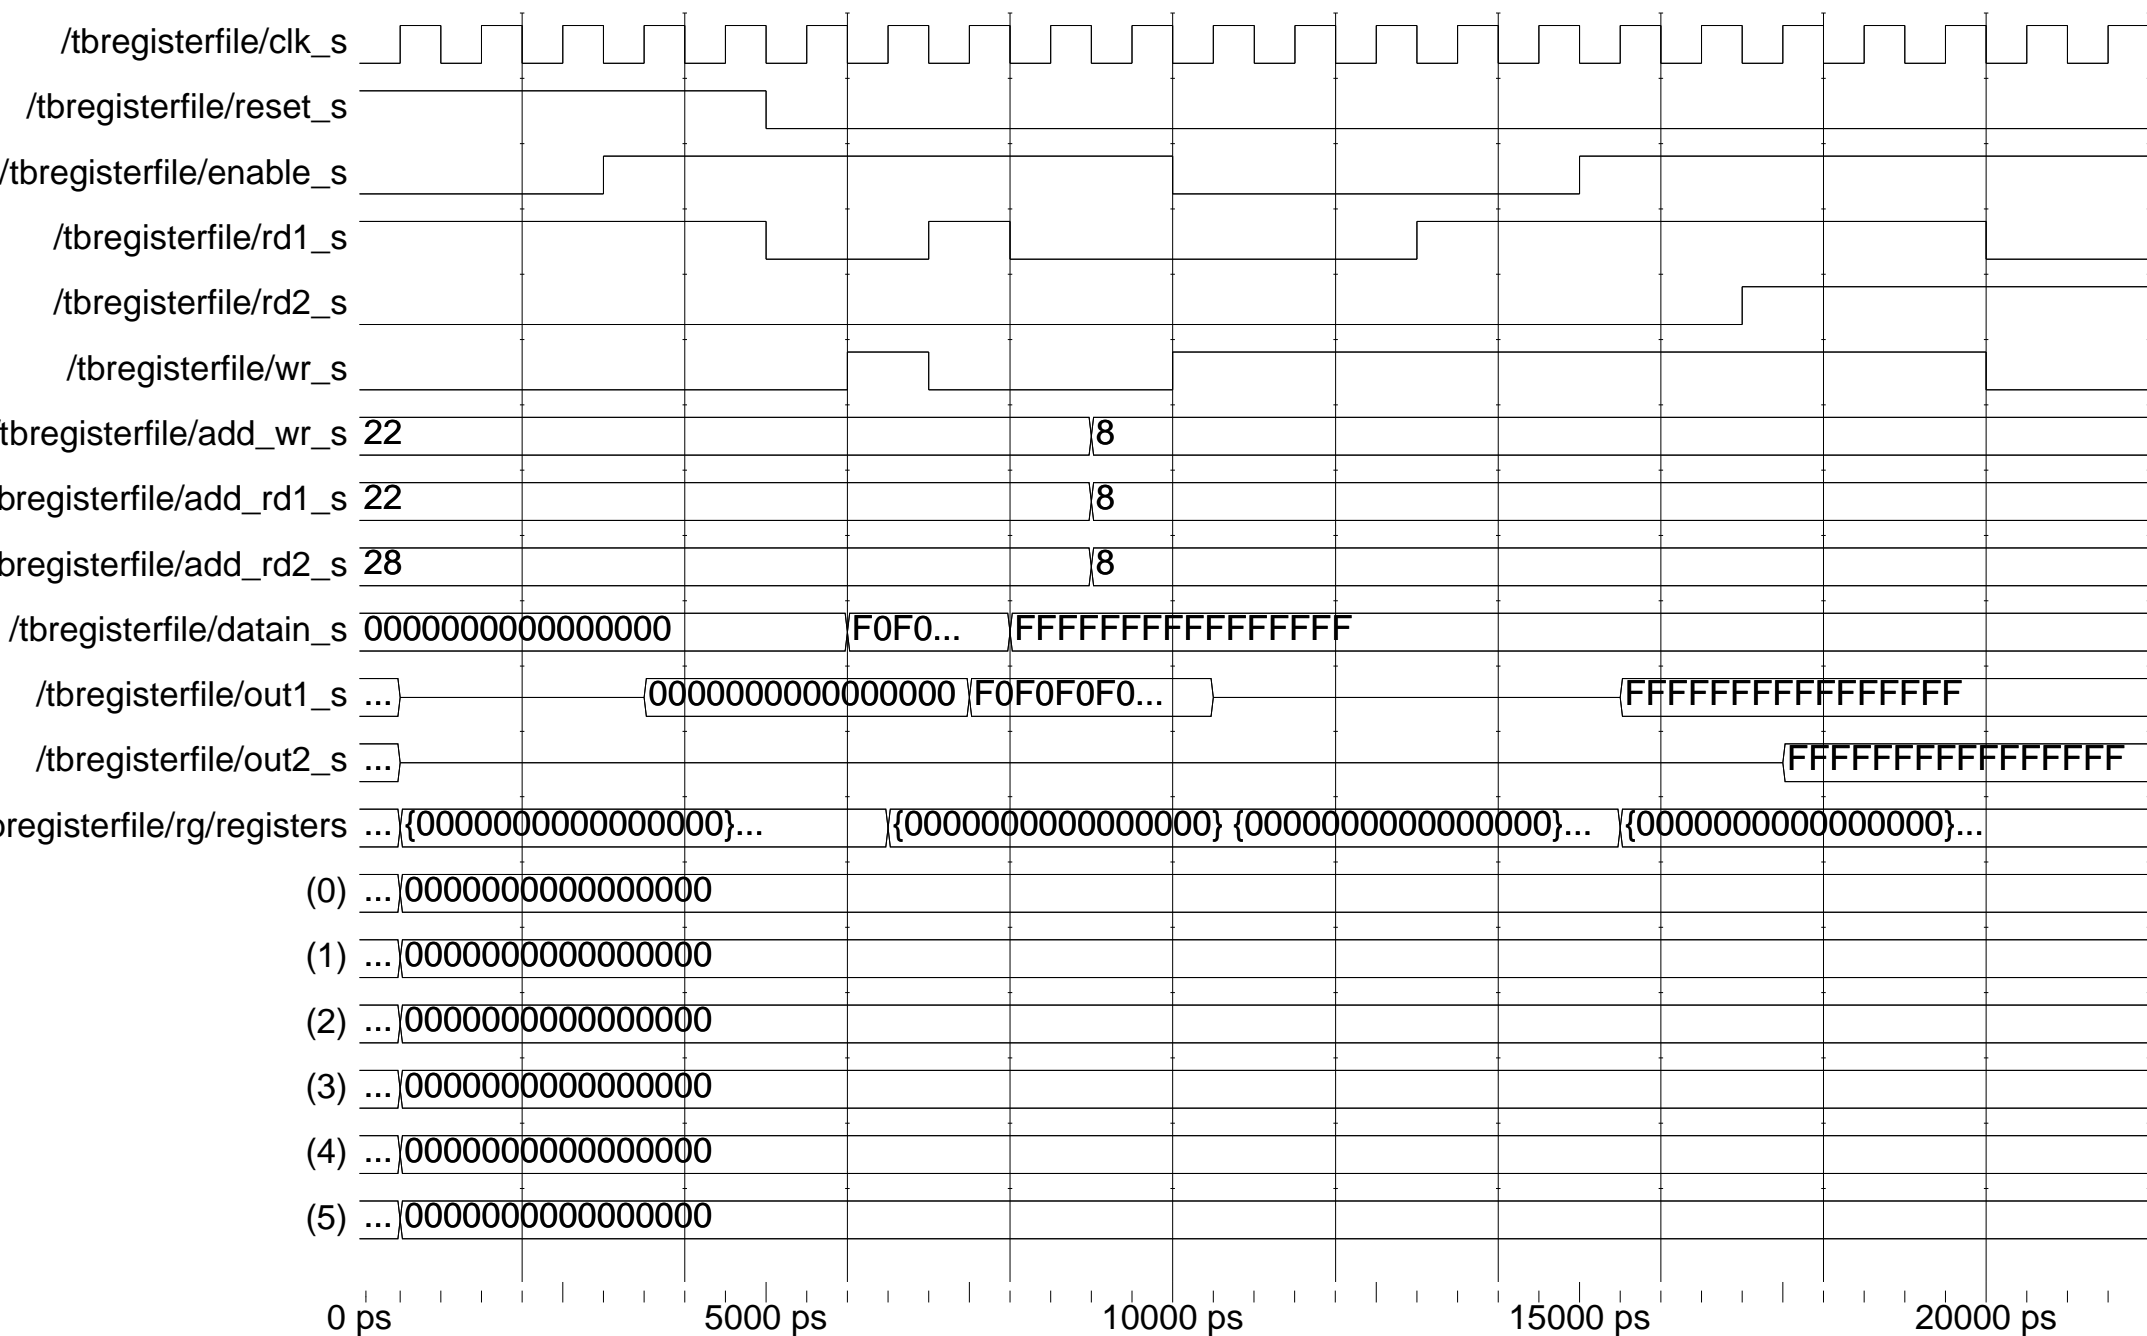 /tbregisterfile/clk_s
/tbregisterfile/reset_s
/tbregisterfile/enable_s
/tbregisterfile/rd1_s
/tbregisterfile/rd2_s
/tbregisterfile/wr_s
tbregisterfile/add_wr_s 22 8
bregisterfile/add_rd1_s 22 8
bregisterfile/add_rd2_s 28 8
/tbregisterfile/datain_s 0000000000000000 F0F0... FFFFFFFFFFFFFFFF
/tbregisterfile/out1_s ... 0000000000000000 F0F0F0F0... FFFFFFFFFFFFFFFF
/tbregisterfile/out2_s ... FFFFFFFFFFFFFFFF
registerfile/rg/registers ... {0000000000000000}... {0000000000000000} {0000000000000000}... {0000000000000000}...
(0) ... 0000000000000000
(1) ... 0000000000000000
(2) ... 0000000000000000
(3) ... 0000000000000000
(4) ... 0000000000000000
(5) ... 0000000000000000
0 ps 5000 ps 10000 ps 15000 ps 20000 ps